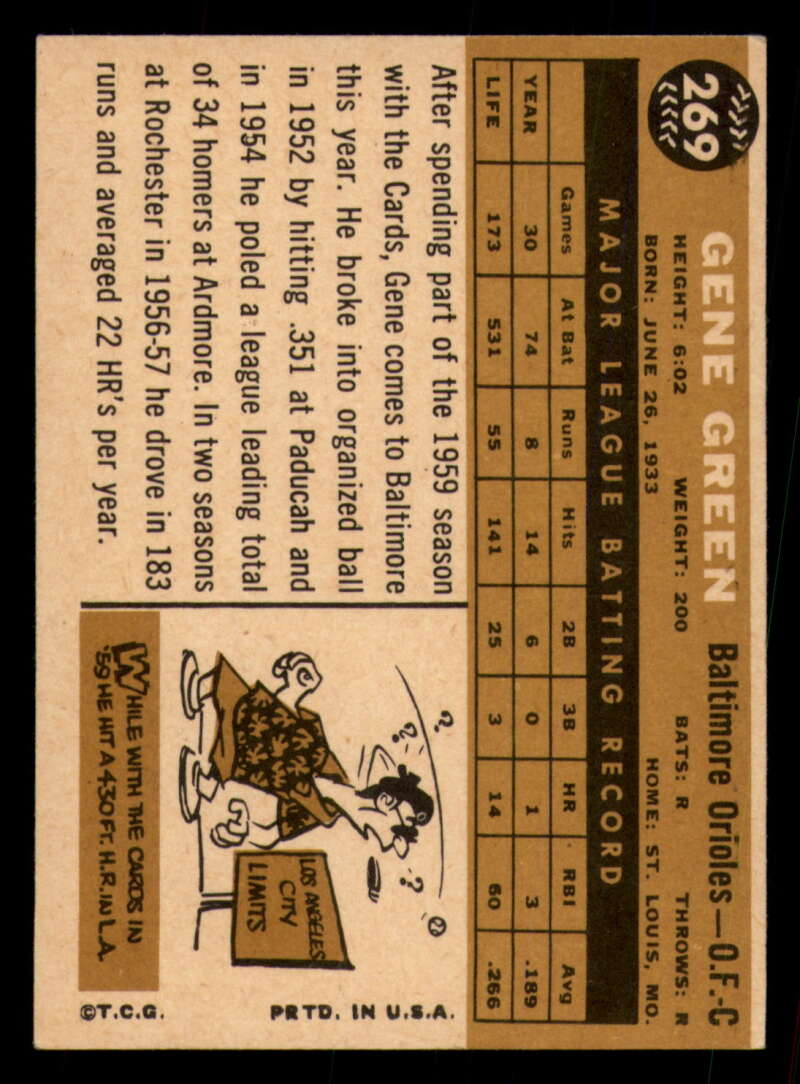 269
GENE GREEN Baltimore Orioles—O.F.-C
HEIGHT: 6:02 WEIGHT: 200 BATS: R THROWS: R
BORN: JUNE 26, 1933 HOME: ST. LOUIS, MO.
MAJOR LEAGUE BATTING RECORD
Games At Bat Runs Hits 2B 3B HR RBI Avg
YEAR 30 74 8 14 6 0 1 3 .189
LIFE 173 531 55 141 25 3 14 60 .266
After spending part of the 1959 season
with the Cards, Gene comes to Baltimore
this year. He broke into organized ball
in 1952 by hitting .351 at Paducah and
in 1954 he poled a league leading total
of 34 homers at Ardmore. In two seasons
at Rochester in 1956-57 he drove in 183
runs and averaged 22 HR's per year.
? ? ?
LOS ANGELES
CITY
LIMITS
WHILE WITH THE CARDS IN
'59 HE HIT A 430 FT. H.R. IN L.A.
©T.C.G. PRTD. IN U.S.A.